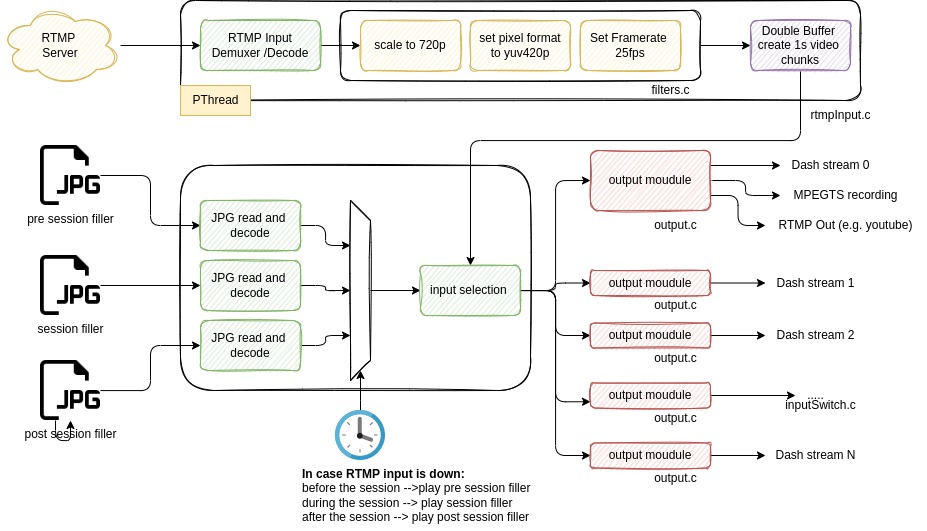 RTMP
Server
RTMP Input
Demuxer /Decode
scale to 720p
set pixel format
to yuv420p
Set Framerate
25fps
Double Buffer
create 1s video
chunks
filters.c
PThread
rtmpInput.c
JPG
pre session filler
JPG
session filler
JPG
post session filler
JPG read and
decode
JPG read and
decode
JPG read and
decode
input selection
output moudule
output.c
Dash stream 0
MPEGTS recording
RTMP Out (e.g. youtube)
output moudule
output.c
Dash stream 1
output moudule
output.c
Dash stream 2
output moudule
output.c
.....
inputSwitch.c
output moudule
output.c
Dash stream N
In case RTMP input is down:
before the session -->play pre session filler
during the session --> play session filler
after the session --> play post session filler